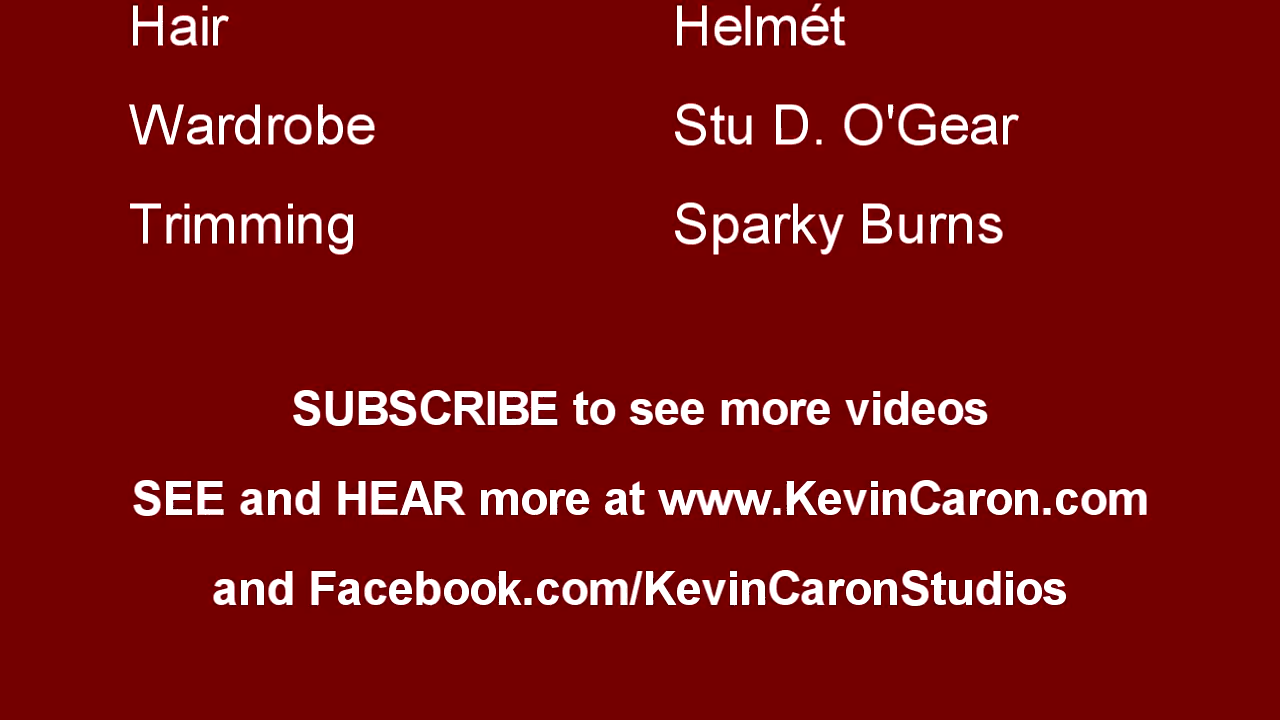 Hair Helmét
Wardrobe Stu D. O'Gear
Trimming Sparky Burns
SUBSCRIBE to see more videos
SEE and HEAR more at www.KevinCaron.com
and Facebook.com/KevinCaronStudios